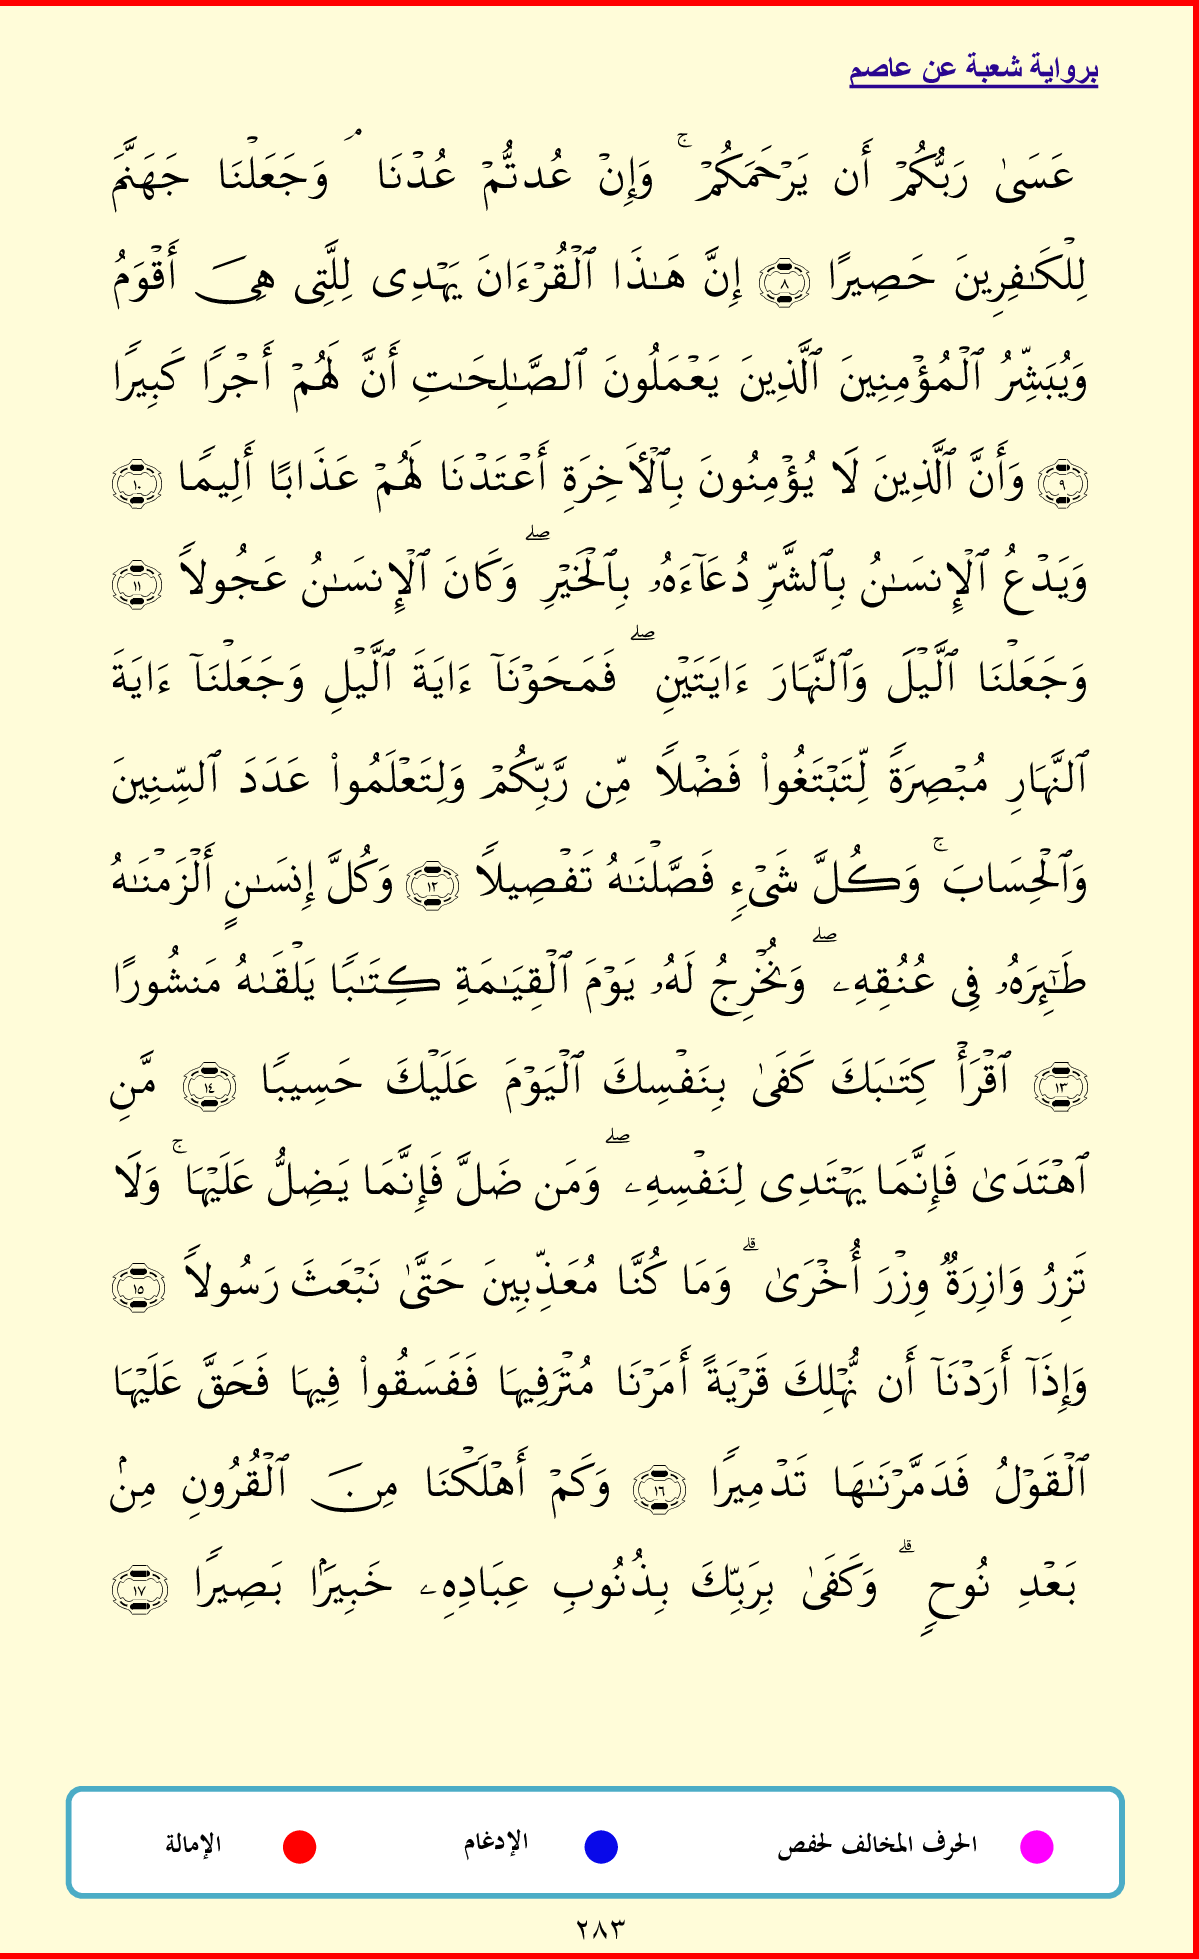 برواية شعبة عن عاصم
عَسَىٰ رَبُّكُمۡ أَن يَرۡحَمَكُمۡۚ وَإِنۡ عُدتُّمۡ عُدۡنَاۘ وَجَعَلۡنَا جَهَنَّمَ
لِلۡكَٰفِرِينَ حَصِيرًا ٨ إِنَّ هَٰذَا ٱلۡقُرۡءَانَ يَهۡدِي لِلَّتِي هِيَ أَقۡوَمُ
وَيُبَشِّرُ ٱلۡمُؤۡمِنِينَ ٱلَّذِينَ يَعۡمَلُونَ ٱلصَّٰلِحَٰتِ أَنَّ لَهُمۡ أَجۡرٗا كَبِيرٗا
٩ وَأَنَّ ٱلَّذِينَ لَا يُؤۡمِنُونَ بِٱلۡأٓخِرَةِ أَعۡتَدۡنَا لَهُمۡ عَذَابًا أَلِيمٗا ١٠
وَيَدۡعُ ٱلۡإِنسَٰنُ بِٱلشَّرِّ دُعَآءَهُۥ بِٱلۡخَيۡرِۖ وَكَانَ ٱلۡإِنسَٰنُ عَجُولٗا ١١
وَجَعَلۡنَا ٱلَّيۡلَ وَٱلنَّهَارَ ءَايَتَيۡنِۖ فَمَحَوۡنَآ ءَايَةَ ٱلَّيۡلِ وَجَعَلۡنَآ ءَايَةَ
ٱلنَّهَارِ مُبۡصِرَةٗ لِّتَبۡتَغُواْ فَضۡلٗا مِّن رَّبِّكُمۡ وَلِتَعۡلَمُواْ عَدَدَ ٱلسِّنِينَ
وَٱلۡحِسَابَۚ وَكُلَّ شَيۡءٖ فَصَّلۡنَٰهُ تَفۡصِيلٗا ١٢ وَكُلَّ إِنسَٰنٍ أَلۡزَمۡنَٰهُ
طَٰٓئِرَهُۥ فِي عُنُقِهِۦۖ وَنُخۡرِجُ لَهُۥ يَوۡمَ ٱلۡقِيَٰمَةِ كِتَٰبٗا يَلۡقَىٰهُ مَنشُورًا
١٣ ٱقۡرَأۡ كِتَٰبَكَ كَفَىٰ بِنَفۡسِكَ ٱلۡيَوۡمَ عَلَيۡكَ حَسِيبٗا ١٤ مَّنِ
ٱهۡتَدَىٰ فَإِنَّمَا يَهۡتَدِي لِنَفۡسِهِۦۖ وَمَن ضَلَّ فَإِنَّمَا يَضِلُّ عَلَيۡهَاۚ وَلَا
تَزِرُ وَازِرَةٞ وِزۡرَ أُخۡرَىٰۗ وَمَا كُنَّا مُعَذِّبِينَ حَتَّىٰ نَبۡعَثَ رَسُولٗا ١٥
وَإِذَآ أَرَدۡنَآ أَن نُّهۡلِكَ قَرۡيَةً أَمَرۡنَا مُتۡرَفِيهَا فَفَسَقُواْ فِيهَا فَحَقَّ عَلَيۡهَا
ٱلۡقَوۡلُ فَدَمَّرۡنَٰهَا تَدۡمِيرٗا ١٦ وَكَمۡ أَهۡلَكۡنَا مِنَ ٱلۡقُرُونِ مِنۢ
بَعۡدِ نُوحٖۗ وَكَفَىٰ بِرَبِّكَ بِذُنُوبِ عِبَادِهِۦ خَبِيرَۢا بَصِيرٗا ١٧
الحرف المخالف لحفص الإدغام الإمالة
٢٨٣